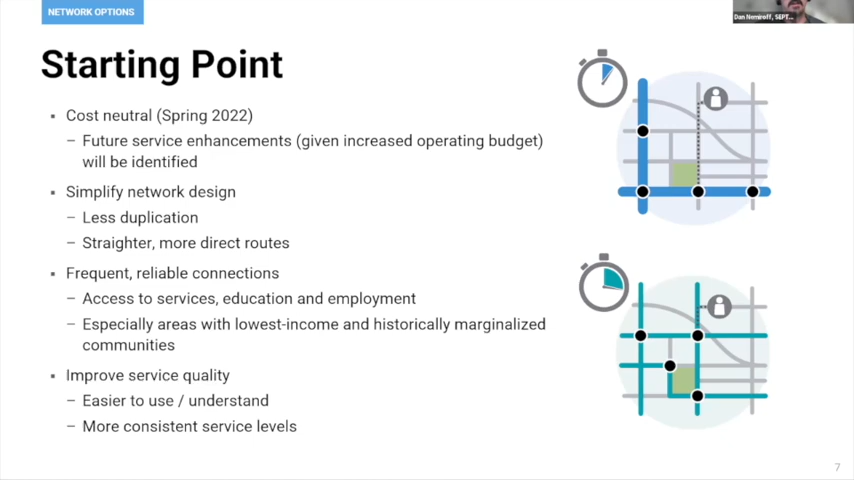 NETWORK OPTIONS
Dan Nemiroff, SEPT...
Starting Point
▪ Cost neutral (Spring 2022)
– Future service enhancements (given increased operating budget)
will be identified
▪ Simplify network design
– Less duplication
– Straighter, more direct routes
▪ Frequent, reliable connections
– Access to services, education and employment
– Especially areas with lowest-income and historically marginalized
communities
▪ Improve service quality
– Easier to use / understand
– More consistent service levels
7